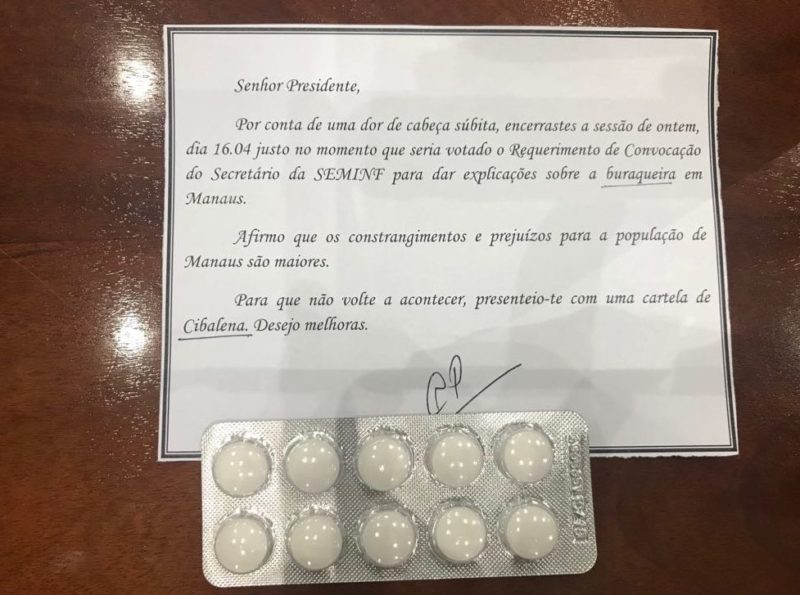 Senhor Presidente,
Por conta de uma dor de cabeça súbita, encerrastes a sessão de ontem,
dia 16.04 justo no momento que seria votado o Requerimento de Convocação
do Secretário da SEMINF para dar explicações sobre a buraqueira em
Manaus.
Afirmo que os constrangimentos e prejuízos para a população de
Manaus são maiores.
Para que não volte a acontecer, presenteio-te com uma cartela de
Cibalena. Desejo melhoras.